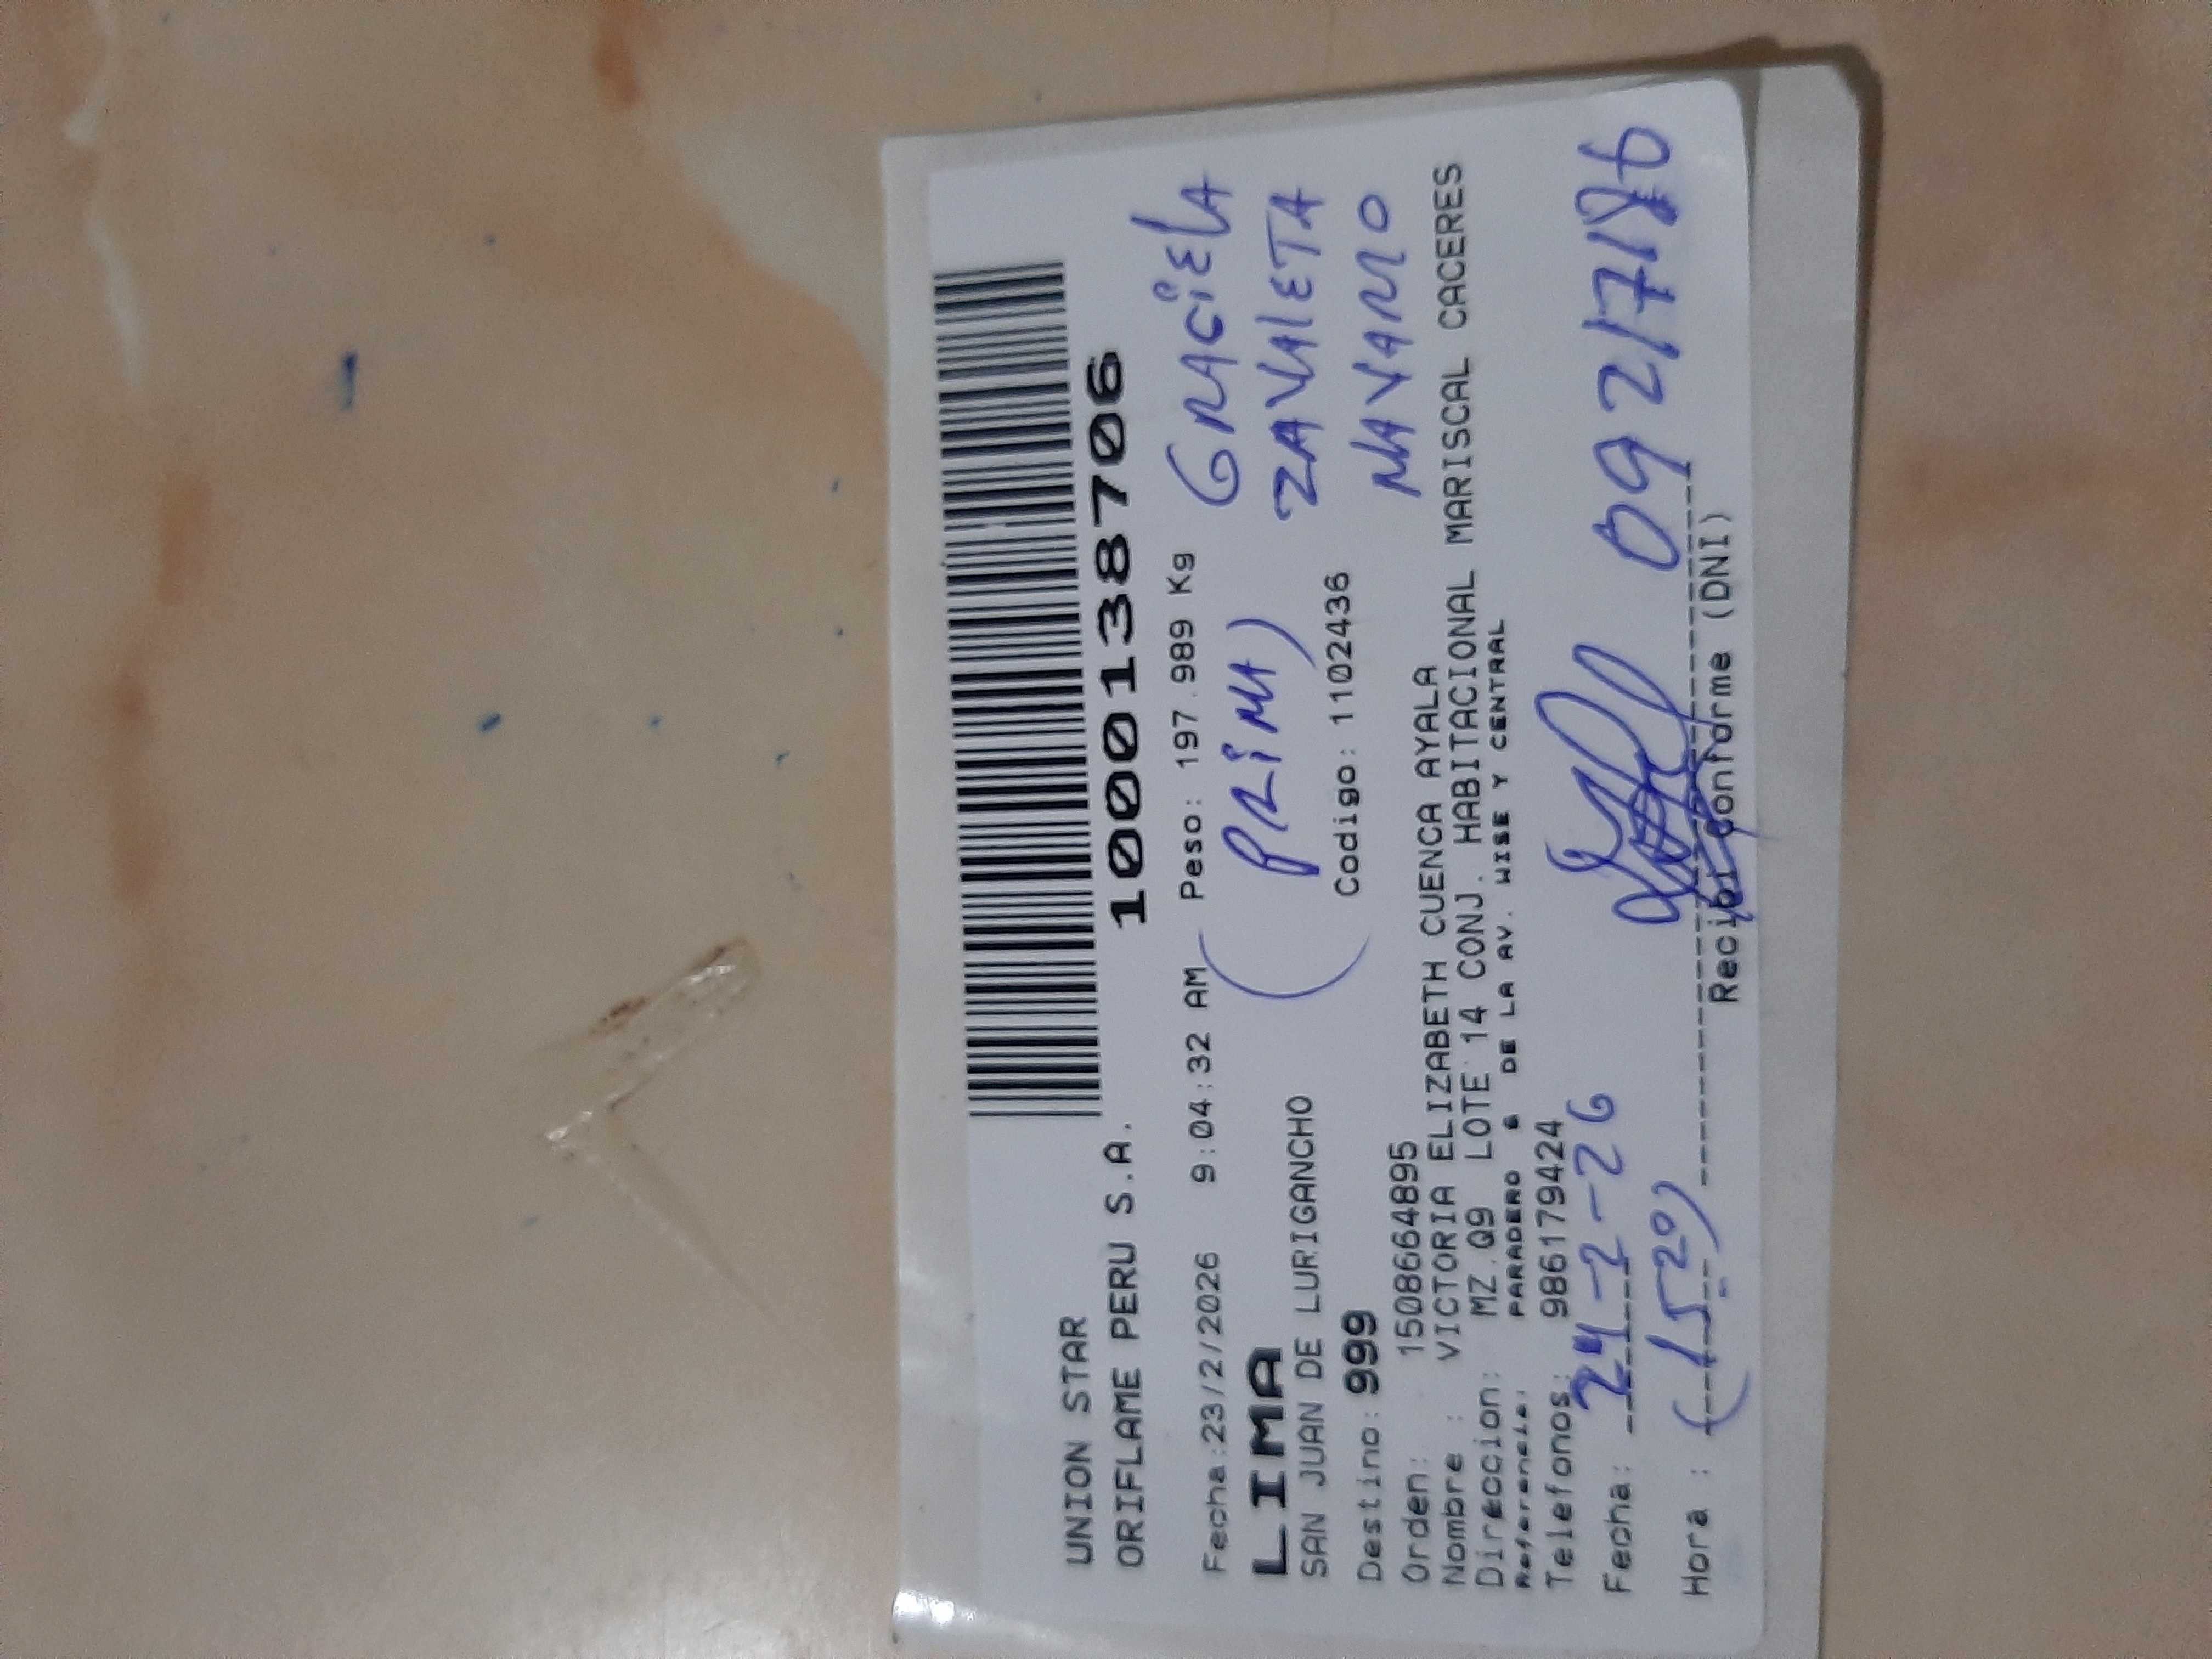 UNION STAR
ORIFLAME PERU S.A.
1000138706
Fecha:23/2/2026 9:04:32 AM Peso: 197.989 Kg
GRACiELA
LIMA
(PRiMA)
ZAVALETA
SAN JUAN DE LURIGANCHO
NAVARRO
Destino: 999 Codigo: 1102436
Orden: 1508664895
Nombre : VICTORIA ELIZABETH CUENCA AYALA
Direccion: MZ.Q9 LOTE 14 CONJ. HABITACIONAL MARISCAL CACERES
Referencia: PARADERO 6 DE LA AV. WISE Y CENTRAL
Telefonos: 986179424
Fecha: 24-2-26
Hora : (15 20)
Recibi conforme (DNI)